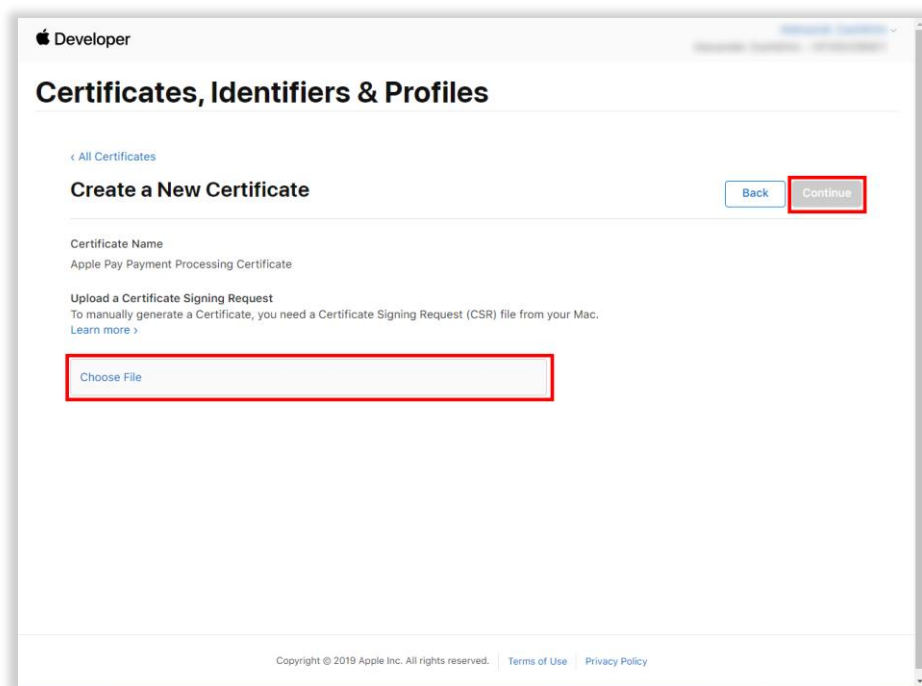 Developer
Certificates, Identifiers & Profiles
‹ All Certificates
Create a New Certificate
Back
Continue
Certificate Name
Apple Pay Payment Processing Certificate
Upload a Certificate Signing Request
To manually generate a Certificate, you need a Certificate Signing Request (CSR) file from your Mac.
Learn more ›
Choose File
Copyright © 2019 Apple Inc. All rights reserved. Terms of Use Privacy Policy